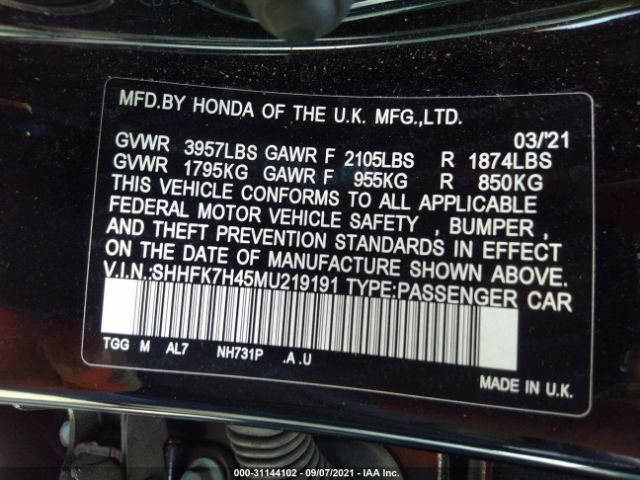 MFD.BY HONDA OF THE U.K. MFG.,LTD.
03/'21
GVWR 3957LBS GAWR F 2105LBS R 1874LBS
GVWR 1795KG GAWR F 955KG R 850KG
THIS VEHICLE CONFORMS TO ALL APPLICABLE
FEDERAL MOTOR VEHICLE SAFETY , BUMPER ,
AND THEFT PREVENTION STANDARDS IN EFFECT
ON THE DATE OF MANUFACTURE SHOWN ABOVE.
V.I.N.:SHHFK7H45MU219191 TYPE:PASSENGER CAR
TGG M AL7 NH731P .A.U
MADE IN U.K.
000-31144102 - 09/07/2021 - IAA Inc.